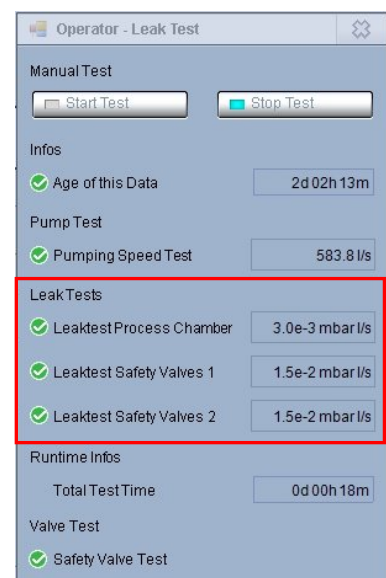 Operator - Leak Test
Manual Test
Start Test Stop Test
Infos
Age of this Data 2d 02h 13m
Pump Test
Pumping Speed Test 583.8 l/s
Leak Tests
Leaktest Process Chamber 3.0e-3 mbar l/s
Leaktest Safety Valves 1 1.5e-2 mbar l/s
Leaktest Safety Valves 2 1.5e-2 mbar l/s
Runtime Infos
Total Test Time 0d 00h 18m
Valve Test
Safety Valve Test